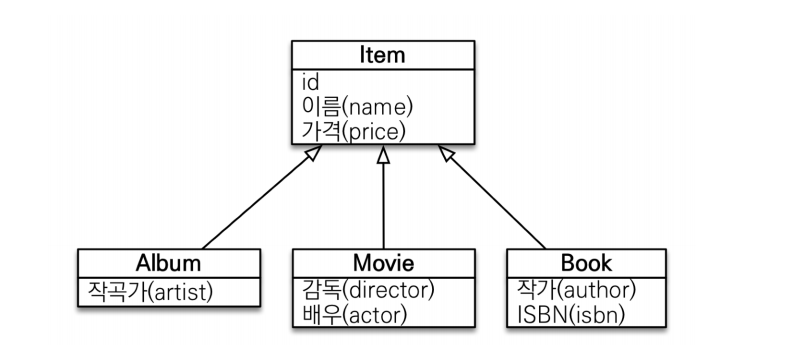 Item
id
이름(name)
가격(price)
Album
작곡가(artist)
Movie
감독(director)
배우(actor)
Book
작가(author)
ISBN(isbn)